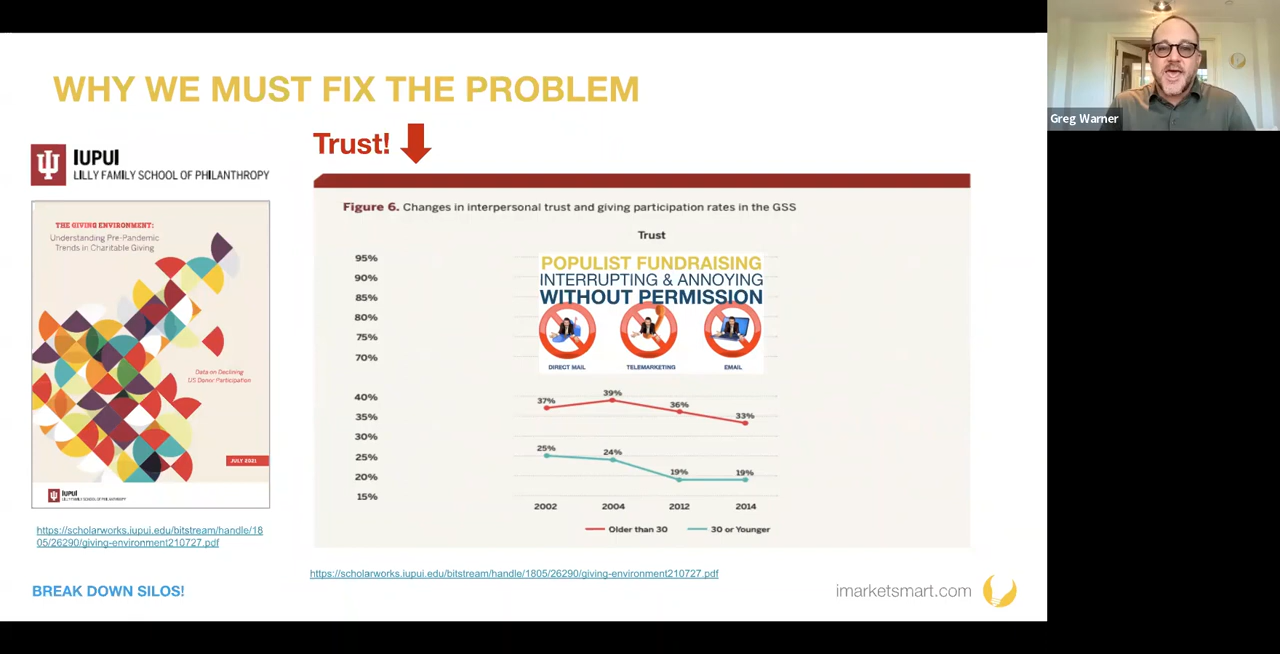 WHY WE MUST FIX THE PROBLEM
Greg Warner
Trust!
IUPUI
LILLY FAMILY SCHOOL OF PHILANTHROPY
THE GIVING ENVIRONMENT:
Understanding Pre-Pandemic
Trends in Charitable Giving
Data on Declining
US Donor Participation
JULY 2021
IUPUI
LILLY FAMILY SCHOOL OF PHILANTHROPY
https://scholarworks.iupui.edu/bitstream/handle/18
05/26290/giving-environment210727.pdf
Figure 6. Changes in interpersonal trust and giving participation rates in the GSS
Trust
95%
90%
85%
80%
75%
70%
40%
35%
30%
25%
20%
15%
POPULIST FUNDRAISING
INTERRUPTING & ANNOYING
WITHOUT PERMISSION
DIRECT MAIL TELEMARKETING EMAIL
37% 39% 36% 33%
25% 24% 19% 19%
2002 2004 2012 2014
Older than 30 30 or Younger
https://scholarworks.iupui.edu/bitstream/handle/1805/26290/giving-environment210727.pdf
BREAK DOWN SILOS!
imarketsmart.com